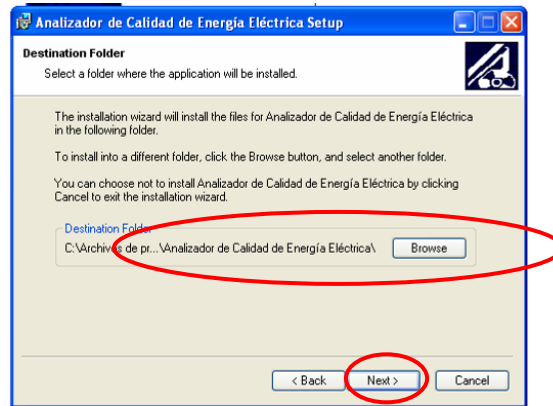 Analizador de Calidad de Energía Eléctrica Setup
Destination Folder
Select a folder where the application will be installed.
The installation wizard will install the files for Analizador de Calidad de Energía Eléctrica
in the following folder.
To install into a different folder, click the Browse button, and select another folder.
You can choose not to install Analizador de Calidad de Energía Eléctrica by clicking
Cancel to exit the installation wizard.
Destination Folder
C:\Archivos de pr...\Analizador de Calidad de Energía Eléctrica\ Browse
< Back Next > Cancel